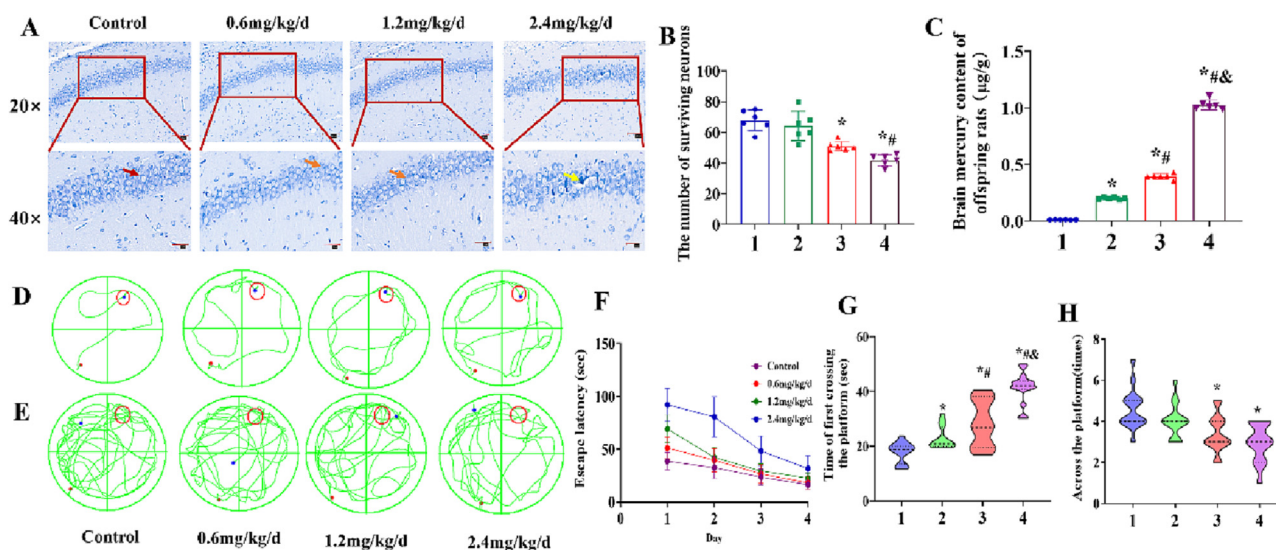 A
Control
0.6mg/kg/d
1.2mg/kg/d
2.4mg/kg/d
20×
40×
B
The number of surviving neurons
100
80
60
40
20
0
*
*#
1 2 3 4
C
Brain mercury content of
offspring rats (μg/g)
1.5
1.0
0.5
0.0
*
*#
*#&
1 2 3 4
D
E
Control
0.6mg/kg/d
1.2mg/kg/d
2.4mg/kg/d
F
Escape latency (sec)
150
100
50
0
Control
0.6mg/kg/d
1.2mg/kg/d
2.4mg/kg/d
0 1 2 3 4
Day
G
Time of first crossing
the platform (sec)
60
40
20
0
*
*#
*#&
1 2 3 4
H
Across the platform(times)
8
6
4
2
0
*
*
1 2 3 4